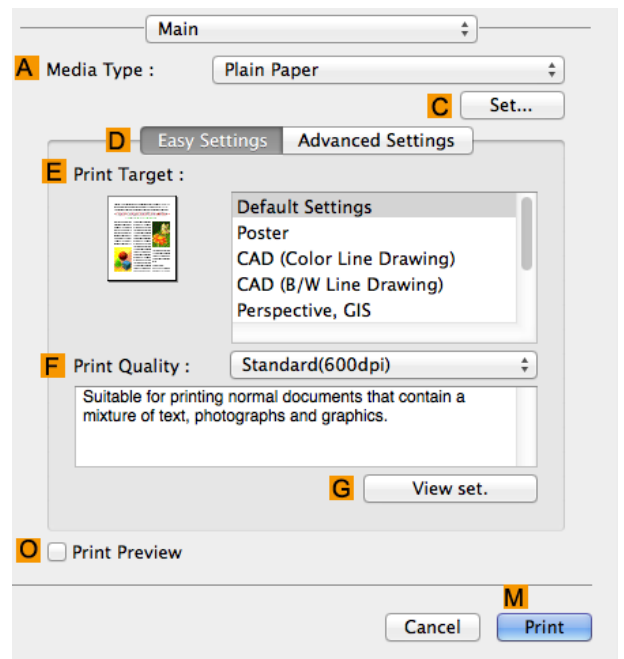 Main
A Media Type : Plain Paper
C Set...
D Easy Settings Advanced Settings
E Print Target :
Default Settings
Poster
CAD (Color Line Drawing)
CAD (B/W Line Drawing)
Perspective, GIS
F Print Quality : Standard(600dpi)
Suitable for printing normal documents that contain a
mixture of text, photographs and graphics.
G View set.
O Print Preview
M
Cancel Print